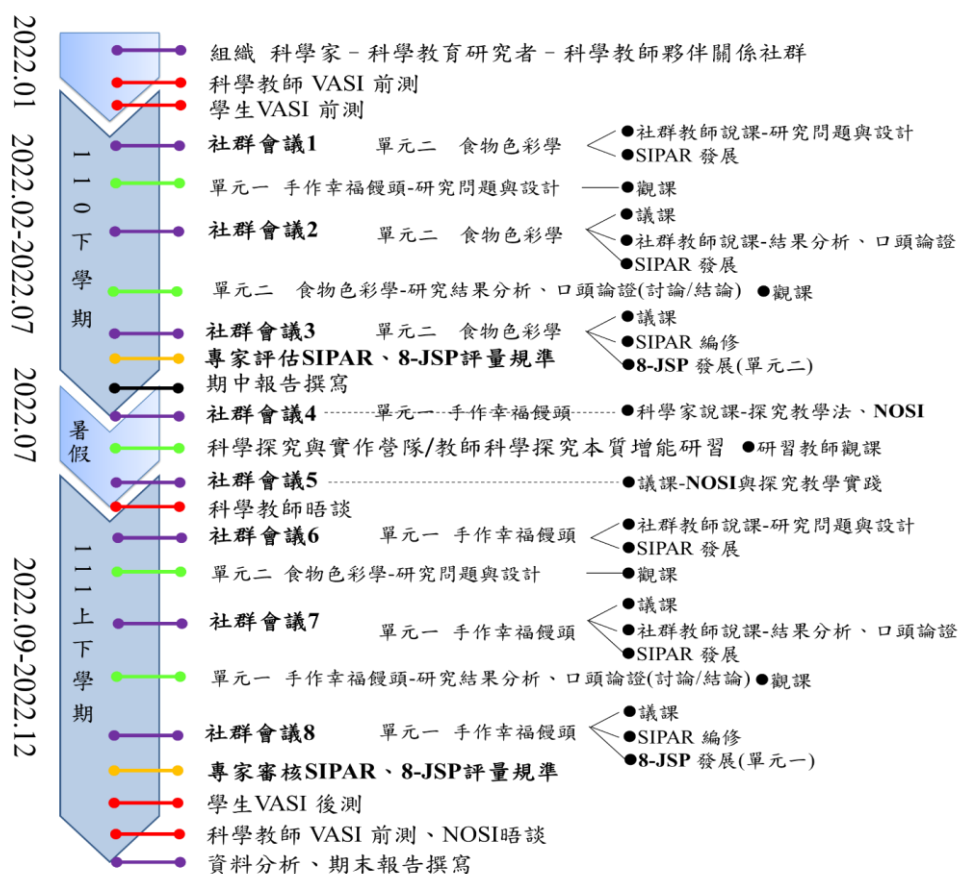 2022.01
組織 科學家–科學教育研究者–科學教師夥伴關係社群
科學教師 VASI 前測
學生VASI 前測
2022.02-2022.07
110下學期
社群會議1 單元二 食物色彩學
●社群教師說課-研究問題與設計
●SIPAR 發展
單元一 手作幸福饅頭-研究問題與設計 ●觀課
社群會議2 單元二 食物色彩學
●議課
●社群教師說課-結果分析、口頭論證
●SIPAR 發展
單元二 食物色彩學-研究結果分析、口頭論證(討論/結論) ●觀課
社群會議3 單元二 食物色彩學
●議課
●SIPAR 編修
●8-JSP 發展(單元二)
專家評估SIPAR、8-JSP評量規準
期中報告撰寫
2022.07
暑假
社群會議4 單元一 手作幸福饅頭 ●科學家說課-探究教學法、NOSI
科學探究與實作營隊/教師科學探究本質增能研習 ●研習教師觀課
社群會議5 ●議課-NOSI與探究教學實踐
科學教師晤談
2022.09-2022.12
111上下學期
社群會議6 單元一 手作幸福饅頭
●社群教師說課-研究問題與設計
●SIPAR 發展
單元二 食物色彩學-研究問題與設計 ●觀課
社群會議7 單元一 手作幸福饅頭
●議課
●社群教師說課-結果分析、口頭論證
●SIPAR 發展
單元一 手作幸福饅頭-研究結果分析、口頭論證(討論/結論) ●觀課
社群會議8 單元一 手作幸福饅頭
●議課
●SIPAR 編修
●8-JSP 發展(單元一)
專家審核SIPAR、8-JSP評量規準
學生VASI 後測
科學教師 VASI 前測、NOSI晤談
資料分析、期末報告撰寫